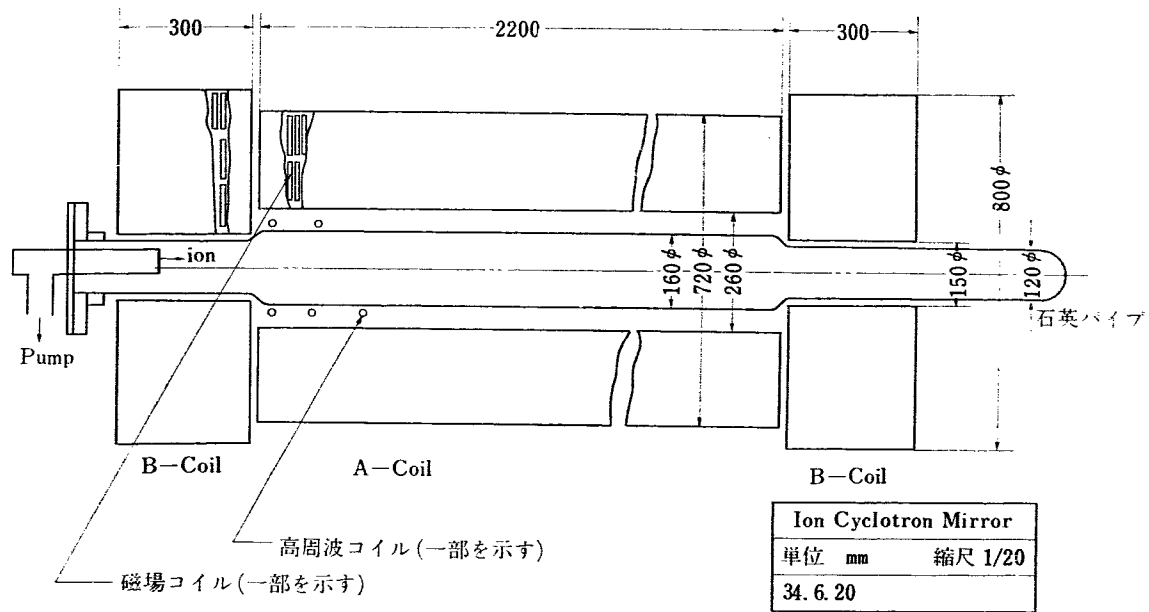 300
2200
300
ion
Pump
160φ
720φ
260φ
800φ
150φ
120φ
石英パイプ
B-Coil
A-Coil
B-Coil
高周波コイル(一部を示す)
磁場コイル(一部を示す)
Ion Cyclotron Mirror
単位 mm 縮尺 1/20
34. 6. 20